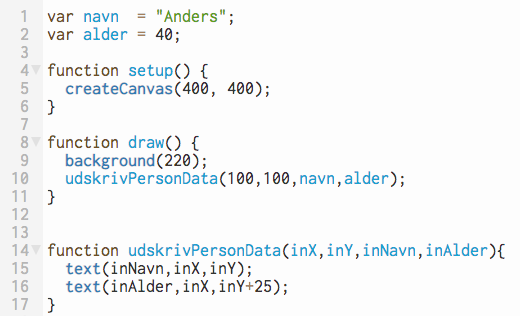 1 var navn  = "Anders";
2 var alder = 40;
3
4 function setup() {
5   createCanvas(400, 400);
6 }
7
8 function draw() {
9   background(220);
10   udskrivPersonData(100,100,navn,alder);
11 }
12
13
14 function udskrivPersonData(inX,inY,inNavn,inAlder){
15   text(inNavn,inX,inY);
16   text(inAlder,inX,inY+25);
17 }